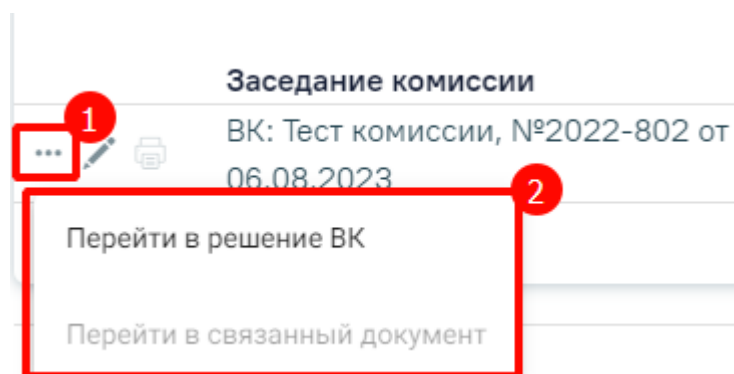 Заседание комиссии
1
ВК: Тест комиссии, №2022-802 от
06.08.2023
2
Перейти в решение ВК
Перейти в связанный документ